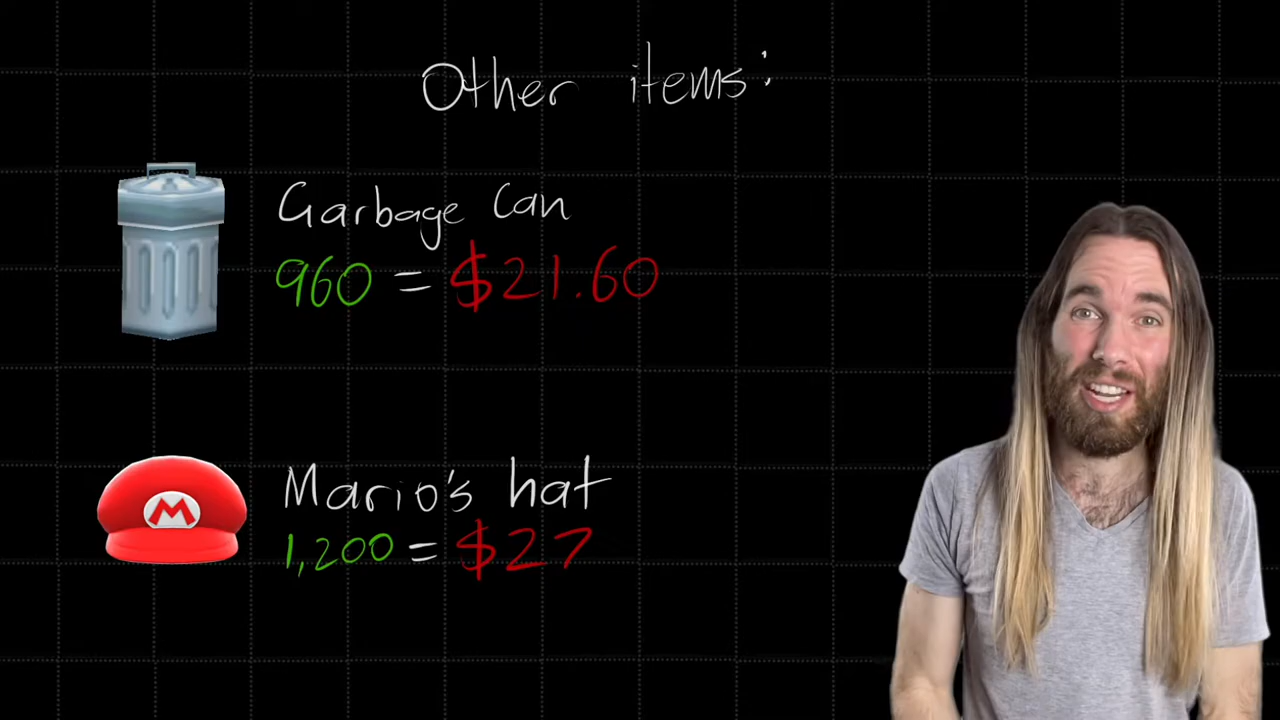 Other items:
Garbage can
960 = $21.60
M
Mario's hat
1,200 = $27